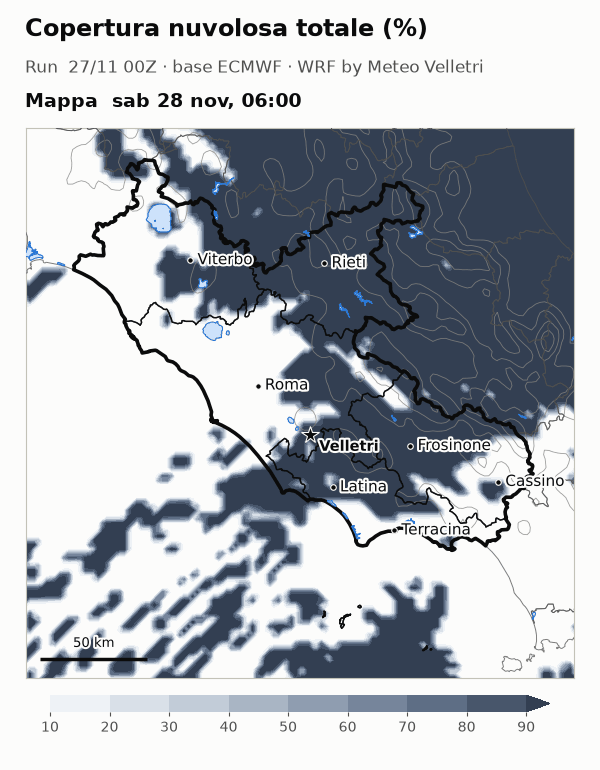 Copertura nuvolosa totale (%)
Run  27/11 00Z · base ECMWF · WRF by Meteo Velletri
Mappa  sab 28 nov, 06:00
Viterbo
Rieti
Roma
Velletri
Frosinone
Cassino
Latina
Terracina
50 km
10 20 30 40 50 60 70 80 90